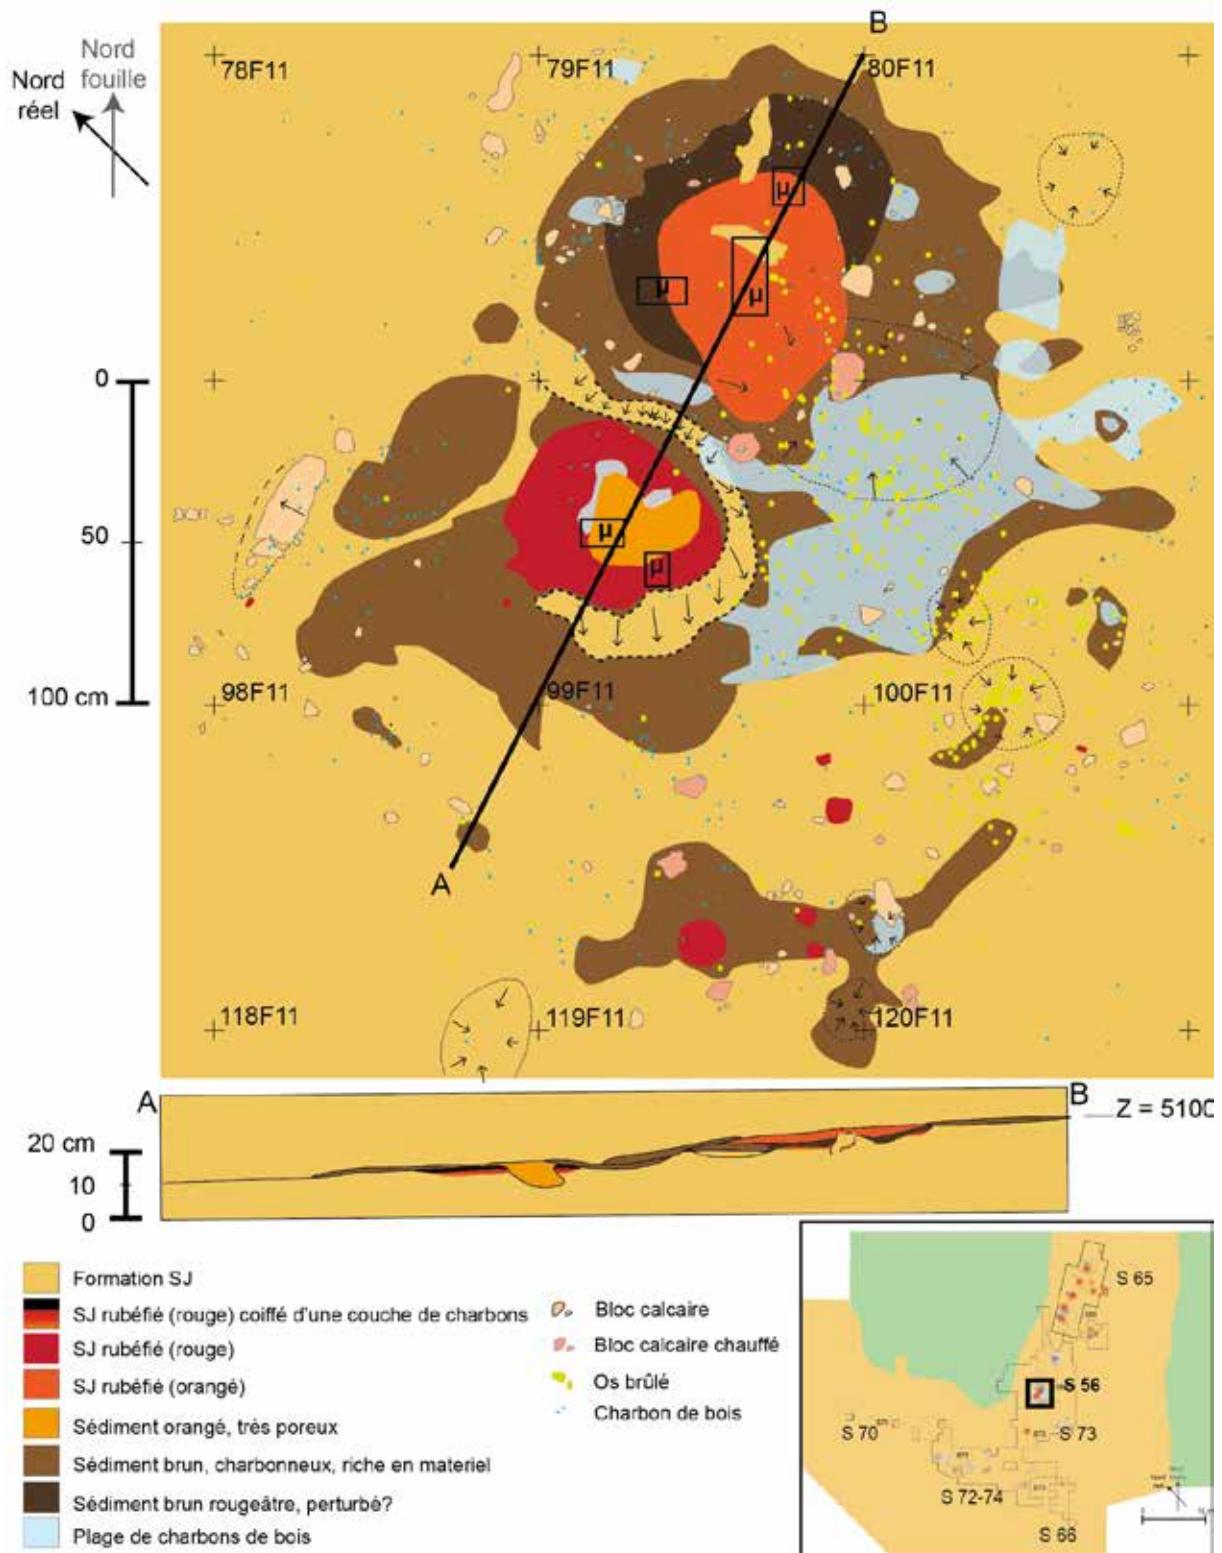 B
Nord
fouille
Nord
réel
78F11
79F11
80F11
μ
μ
μ
0
50
μ
μ
100 cm
98F11
99F11
100F11
A
118F11
119F11
120F11
A
B
Z = 5100
20 cm
10
0
Formation SJ
SJ rubéfié (rouge) coiffé d'une couche de charbons
SJ rubéfié (rouge)
SJ rubéfié (orangé)
Sédiment orangé, très poreux
Sédiment brun, charbonneux, riche en materiel
Sédiment brun rougeâtre, perturbé?
Plage de charbons de bois
Bloc calcaire
Bloc calcaire chauffé
Os brûlé
Charbon de bois
S 65
S 56
S 70
S 73
S 72-74
S 66